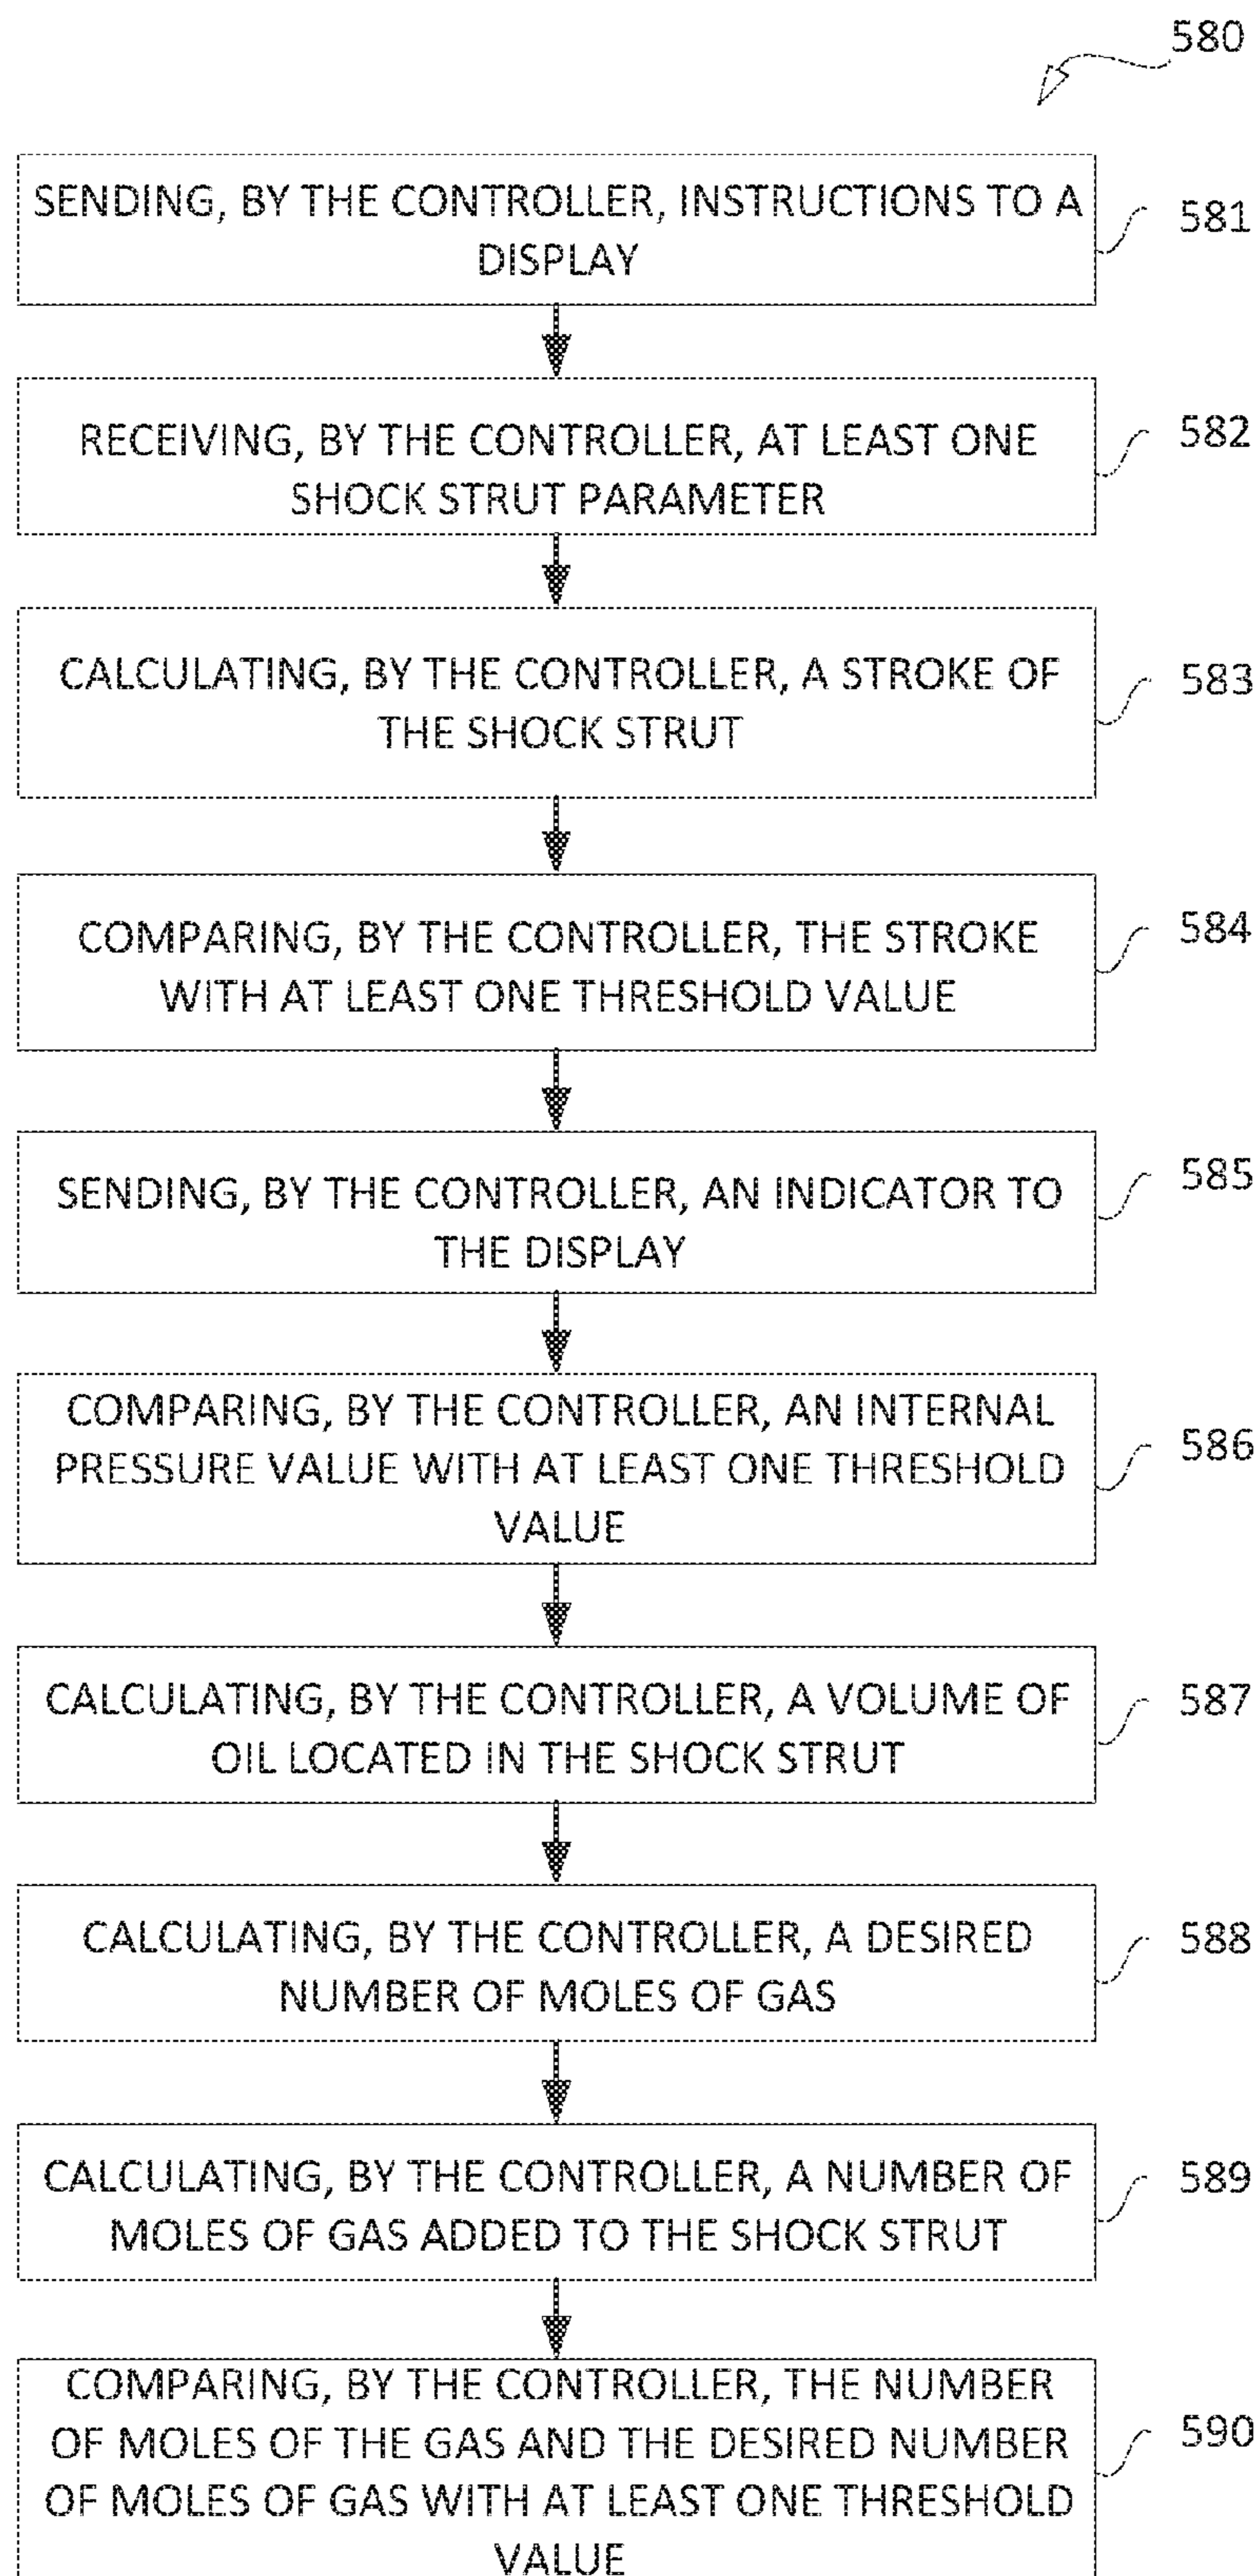 580
SENDING, BY THE CONTROLLER, INSTRUCTIONS TO A
DISPLAY
581
RECEIVING, BY THE CONTROLLER, AT LEAST ONE
SHOCK STRUT PARAMETER
582
CALCULATING, BY THE CONTROLLER, A STROKE OF
THE SHOCK STRUT
583
COMPARING, BY THE CONTROLLER, THE STROKE
WITH AT LEAST ONE THRESHOLD VALUE
584
SENDING, BY THE CONTROLLER, AN INDICATOR TO
THE DISPLAY
585
COMPARING, BY THE CONTROLLER, AN INTERNAL
PRESSURE VALUE WITH AT LEAST ONE THRESHOLD
VALUE
586
CALCULATING, BY THE CONTROLLER, A VOLUME OF
OIL LOCATED IN THE SHOCK STRUT
587
CALCULATING, BY THE CONTROLLER, A DESIRED
NUMBER OF MOLES OF GAS
588
CALCULATING, BY THE CONTROLLER, A NUMBER OF
MOLES OF GAS ADDED TO THE SHOCK STRUT
589
COMPARING, BY THE CONTROLLER, THE NUMBER
OF MOLES OF THE GAS AND THE DESIRED NUMBER
OF MOLES OF GAS WITH AT LEAST ONE THRESHOLD
VALUE
590